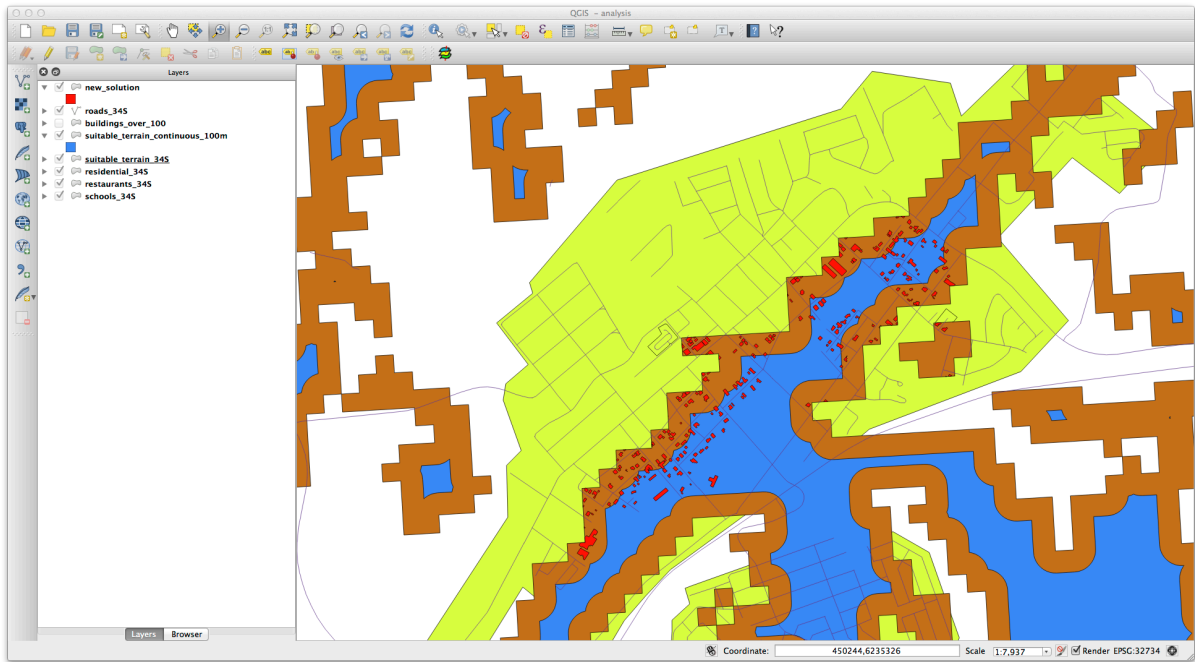 QGIS - analysis
Layers
new_solution
roads_34S
buildings_over_100
suitable_terrain_continuous_100m
suitable_terrain_34S
residential_34S
restaurants_34S
schools_34S
Layers Browser
Coordinate: 450244,6235326 Scale 1:7,937 Render EPSG:32734